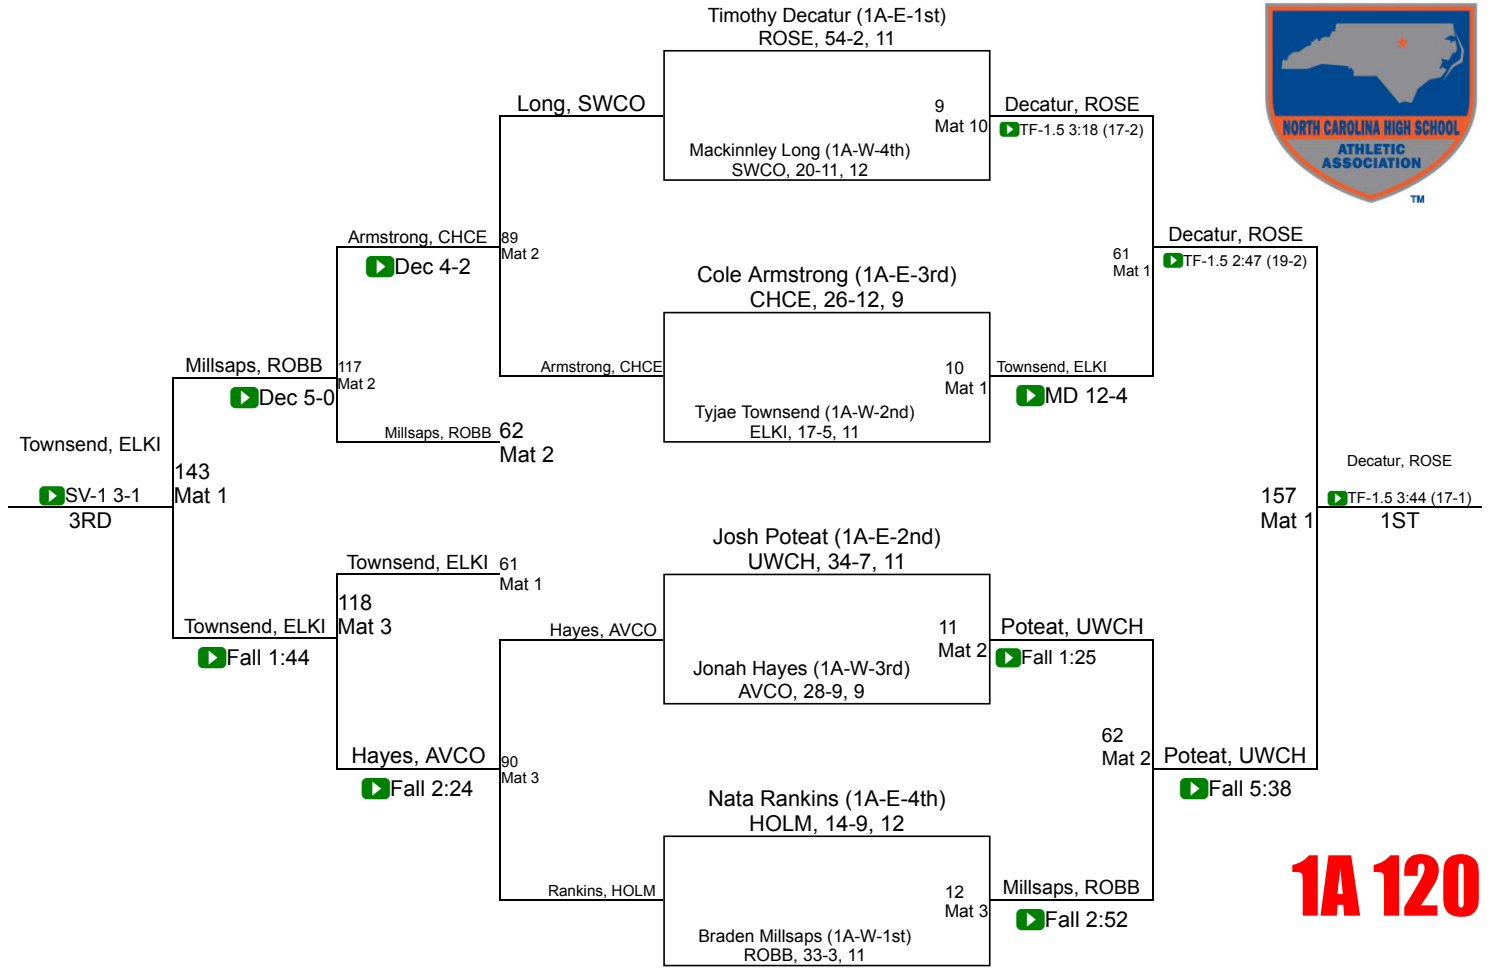 Timothy Decatur (1A-E-1st)
ROSE, 54-2, 11
NORTH CAROLINA HIGH SCHOOL
ATHLETIC
ASSOCIATION
TM
Long, SWCO
9
Mat 10
Decatur, ROSE
TF-1.5 3:18 (17-2)
Mackinnley Long (1A-W-4th)
SWCO, 20-11, 12
Armstrong, CHCE
Dec 4-2
89
Mat 2
Cole Armstrong (1A-E-3rd)
CHCE, 26-12, 9
61
Mat 1
Decatur, ROSE
TF-1.5 2:47 (19-2)
Millsaps, ROBB
Dec 5-0
117
Mat 2
Armstrong, CHCE
10
Mat 1
Townsend, ELKI
MD 12-4
Tyjae Townsend (1A-W-2nd)
ELKI, 17-5, 11
Millsaps, ROBB
62
Mat 2
Townsend, ELKI
SV-1 3-1
3RD
143
Mat 1
157
Mat 1
Decatur, ROSE
TF-1.5 3:44 (17-1)
1ST
Josh Poteat (1A-E-2nd)
UWCH, 34-7, 11
Townsend, ELKI
61
Mat 1
118
Mat 3
Townsend, ELKI
Fall 1:44
Hayes, AVCO
11
Mat 2
Poteat, UWCH
Fall 1:25
Jonah Hayes (1A-W-3rd)
AVCO, 28-9, 9
Hayes, AVCO
Fall 2:24
90
Mat 3
62
Mat 2
Poteat, UWCH
Fall 5:38
Nata Rankins (1A-E-4th)
HOLM, 14-9, 12
Rankins, HOLM
12
Mat 3
Millsaps, ROBB
Fall 2:52
Braden Millsaps (1A-W-1st)
ROBB, 33-3, 11
1A 120